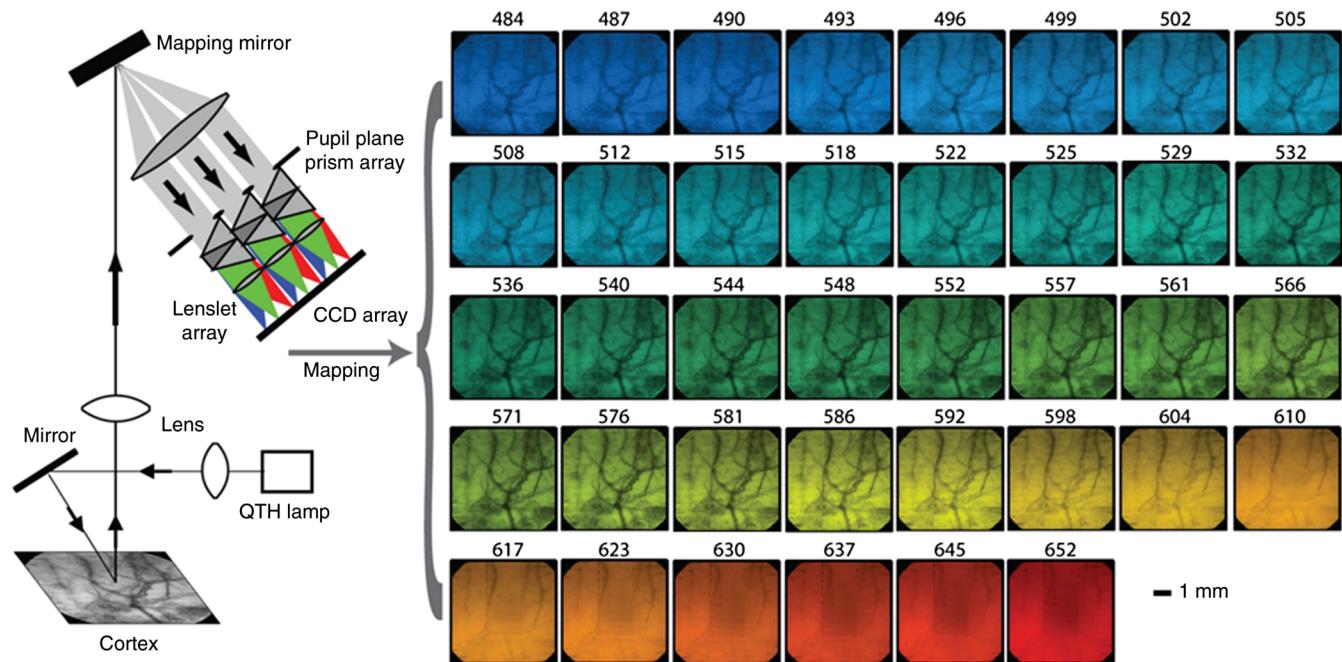 Mapping mirror
Pupil plane
prism array
Lenslet
array
CCD array
Mapping
Lens
Mirror
QTH lamp
Cortex
484 487 490 493 496 499 502 505
508 512 515 518 522 525 529 532
536 540 544 548 552 557 561 566
571 576 581 586 592 598 604 610
617 623 630 637 645 652
1 mm